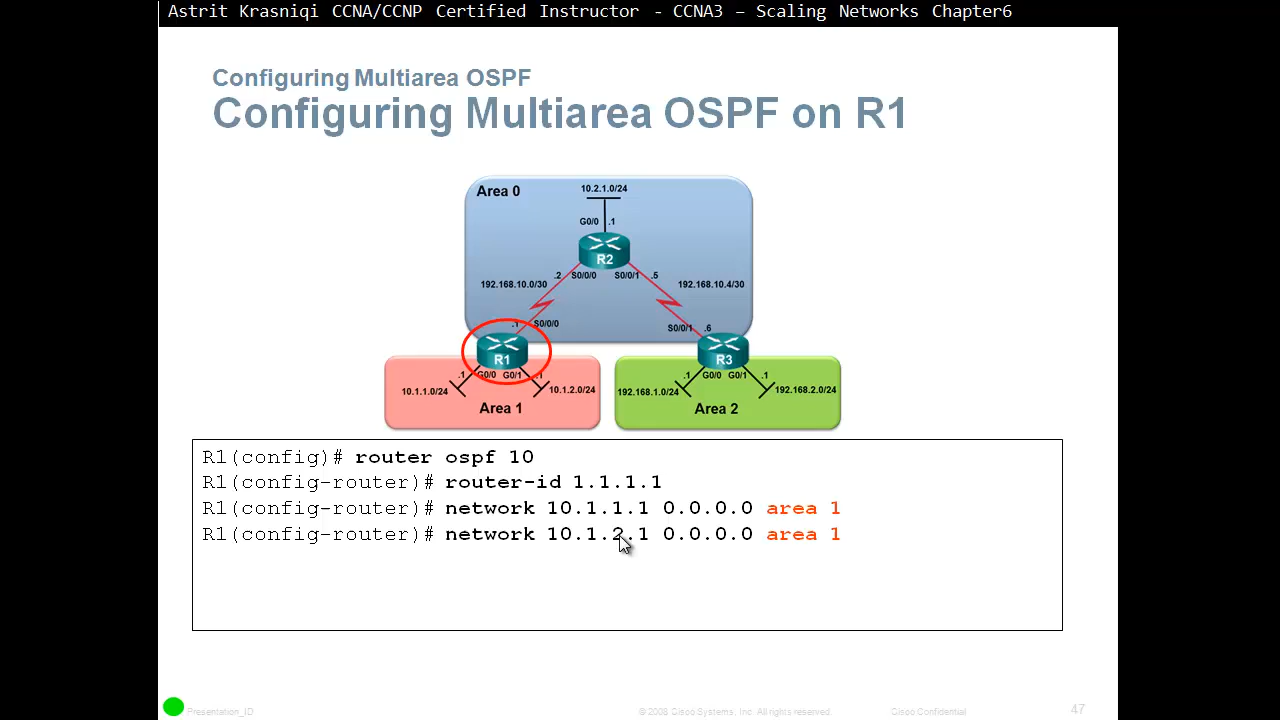 Astrit Krasniqi CCNA/CCNP Certified Instructor - CCNA3 – Scaling Networks Chapter6
Configuring Multiarea OSPF
Configuring Multiarea OSPF on R1
Area 0
10.2.1.0/24
G0/0 .1
R2
.2 S0/0/0 S0/0/1 .5
192.168.10.0/30 192.168.10.4/30
.1 S0/0/0 S0/0/1 .6
R1 R3
.1 G0/0 G0/1 .1 .1 G0/0 G0/1 .1
10.1.1.0/24 10.1.2.0/24 192.168.1.0/24 192.168.2.0/24
Area 1 Area 2
R1(config)# router ospf 10
R1(config-router)# router-id 1.1.1.1
R1(config-router)# network 10.1.1.1 0.0.0.0 area 1
R1(config-router)# network 10.1.2.1 0.0.0.0 area 1
Presentation_ID © 2008 Cisco Systems, Inc. All rights reserved. Cisco Confidential 47